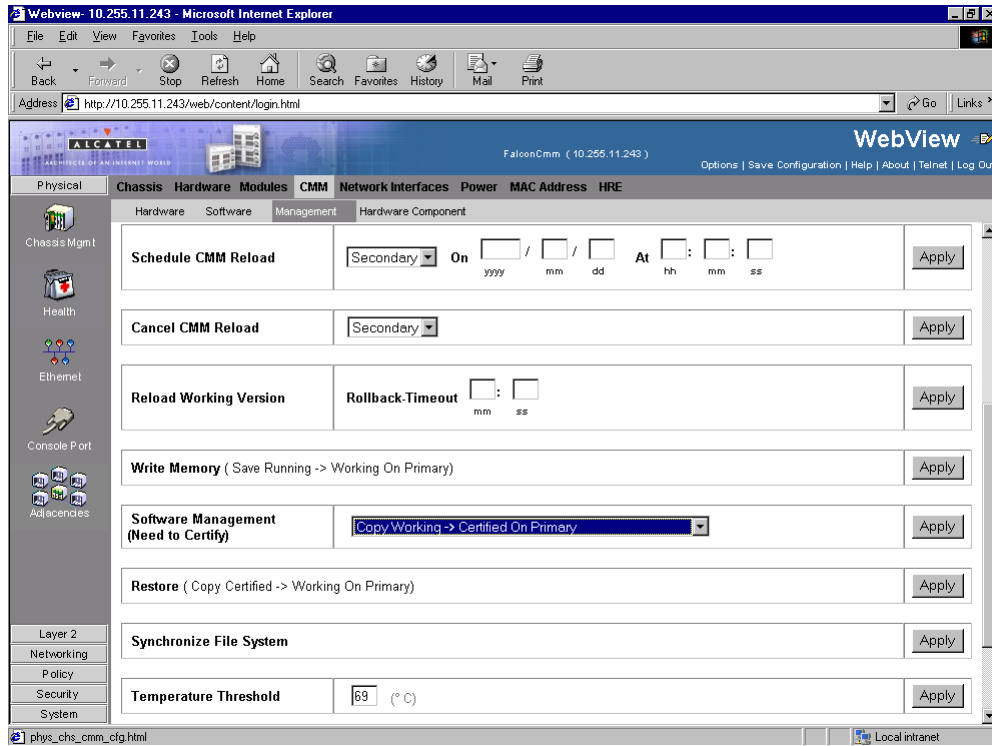 Webview- 10.255.11.243 - Microsoft Internet Explorer
File Edit View Favorites Tools Help
Back Forward Stop Refresh Home Search Favorites History Mail Print
Address http://10.255.11.243/web/content/login.html Go Links »
ALCATEL
ARCHITECTS OF AN INTERNET WORLD
FalconCmm ( 10.255.11.243 )
WebView
Options | Save Configuration | Help | About | Telnet | Log Ou
Physical
Chassis Hardware Modules CMM Network Interfaces Power MAC Address HRE
Hardware Software Management Hardware Component
Chassis Mgmt
Health
Ethernet
Console Port
Adjacencies
Layer 2
Networking
Policy
Security
System
Schedule CMM Reload Secondary On / / At : : Apply
yyyy mm dd hh mm ss
Cancel CMM Reload Secondary Apply
Reload Working Version Rollback-Timeout : Apply
mm ss
Write Memory ( Save Running -> Working On Primary) Apply
Software Management
(Need to Certify) Copy Working -> Certified On Primary Apply
Restore ( Copy Certified -> Working On Primary) Apply
Synchronize File System Apply
Temperature Threshold 69 (° C) Apply
phys_chs_cmm_cfg.html Local intranet